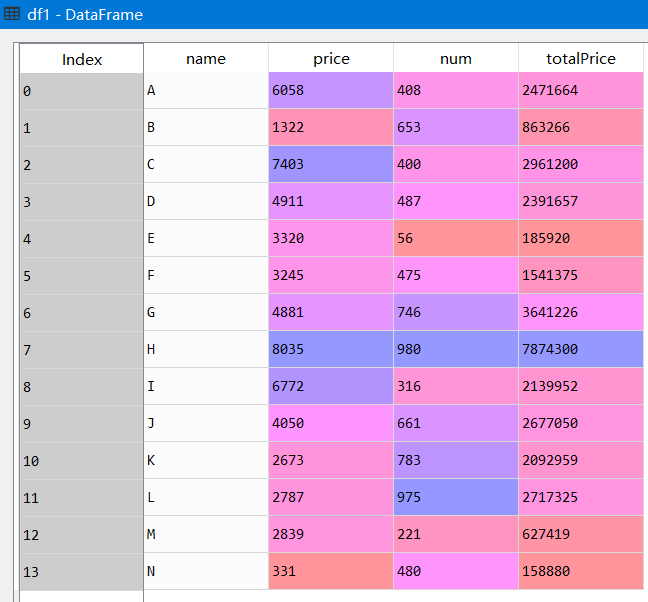 df1 - DataFrame
Index name price num totalPrice
0 A 6058 408 2471664
1 B 1322 653 863266
2 C 7403 400 2961200
3 D 4911 487 2391657
4 E 3320 56 185920
5 F 3245 475 1541375
6 G 4881 746 3641226
7 H 8035 980 7874300
8 I 6772 316 2139952
9 J 4050 661 2677050
10 K 2673 783 2092959
11 L 2787 975 2717325
12 M 2839 221 627419
13 N 331 480 158880